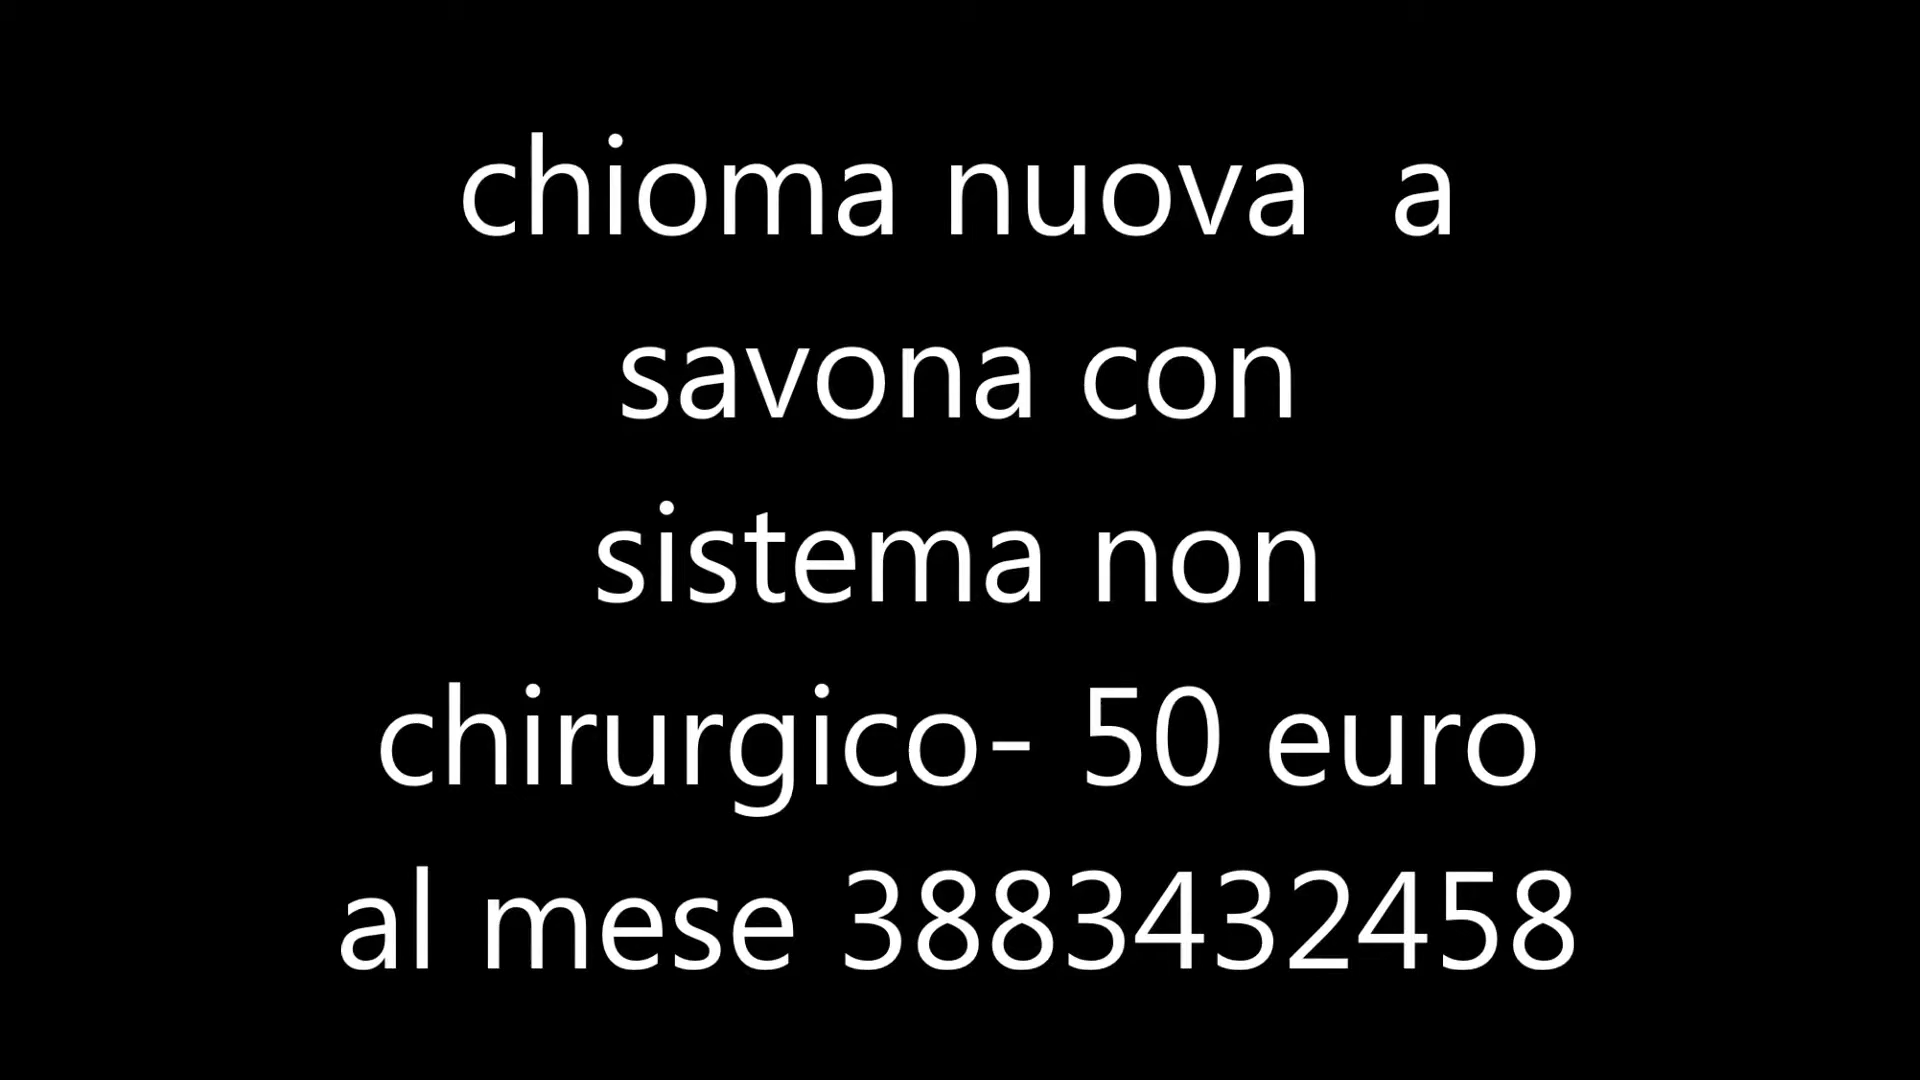 chioma nuova  a
savona con
sistema non
chirurgico- 50 euro
al mese 3883432458